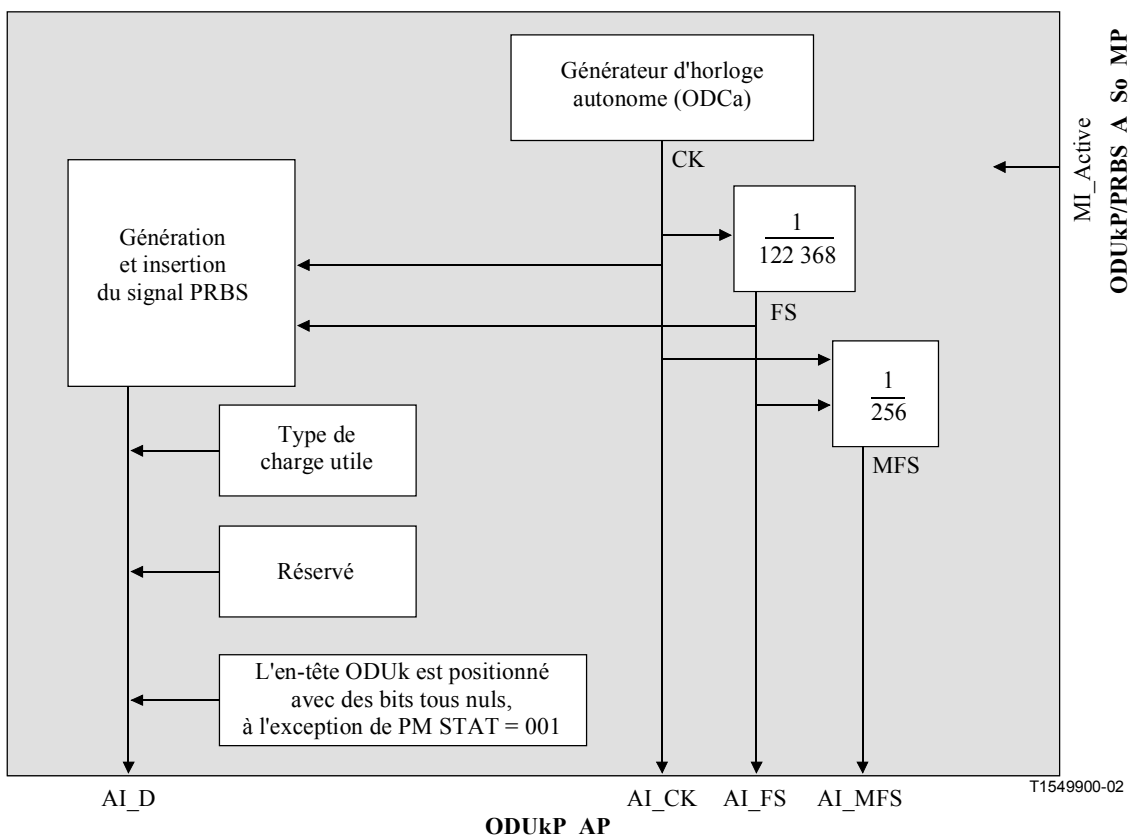 Générateur d'horloge
autonome (ODCa)
CK
MI_Active
ODUkP/PRBS_A_So_MP
Génération
et insertion
du signal PRBS
1
122 368
FS
1
256
MFS
Type de
charge utile
Réservé
L'en-tête ODUk est positionné
avec des bits tous nuls,
à l'exception de PM STAT = 001
T1549900-02
AI_D
AI_CK
AI_FS
AI_MFS
ODUkP_AP